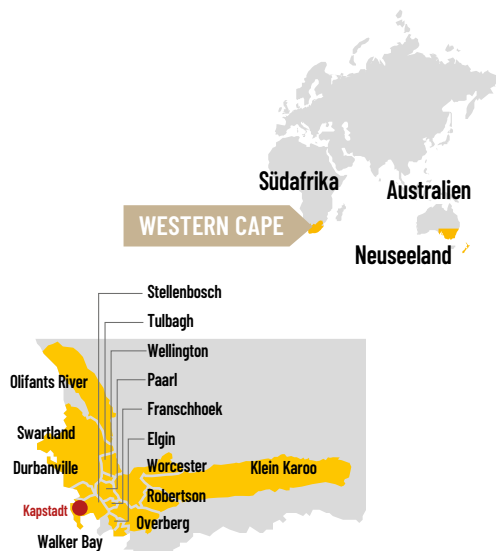 Südafrika
Australien
WESTERN CAPE
Neuseeland
Stellenbosch
Tulbagh
Wellington
Olifants River
Paarl
Franschhoek
Swartland
Elgin
Durbanville
Worcester
Klein Karoo
Robertson
Kapstadt
Overberg
Walker Bay